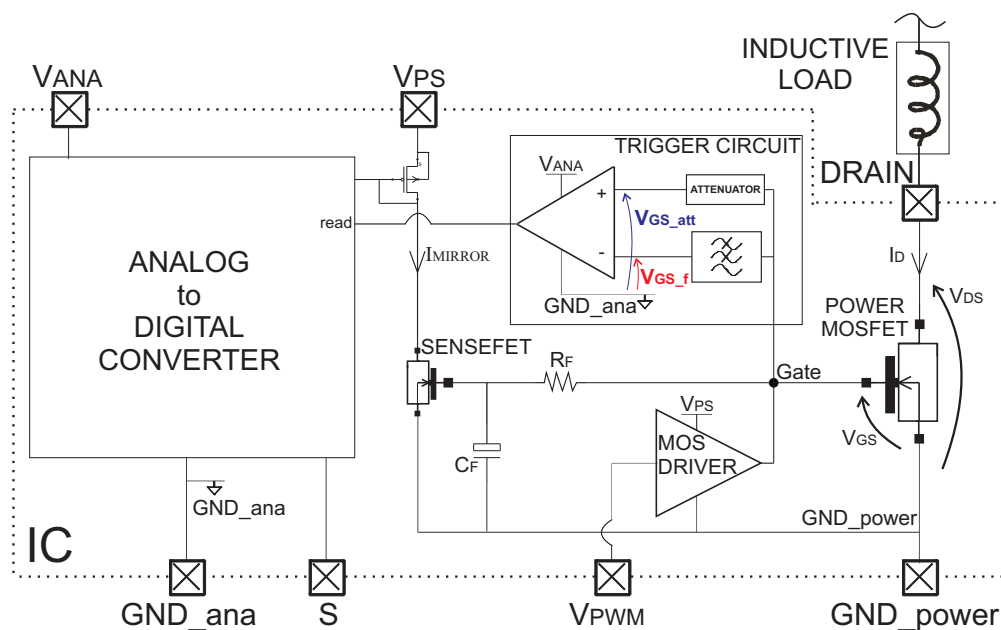 INDUCTIVE
LOAD
VANA
VPS
TRIGGER CIRCUIT
DRAIN
VANA
+
ATTENUATOR
VGS_att
-
VGS_f
GND_ana
s
read
IMIRROR
ID
VDS
POWER
MOSFET
ANALOG
to
DIGITAL
CONVERTER
SENSEFET
RF
Gate
VGS
VPS
MOS
DRIVER
CF
GND_ana
GND_power
IC
GND_ana
S
VPWM
GND_power